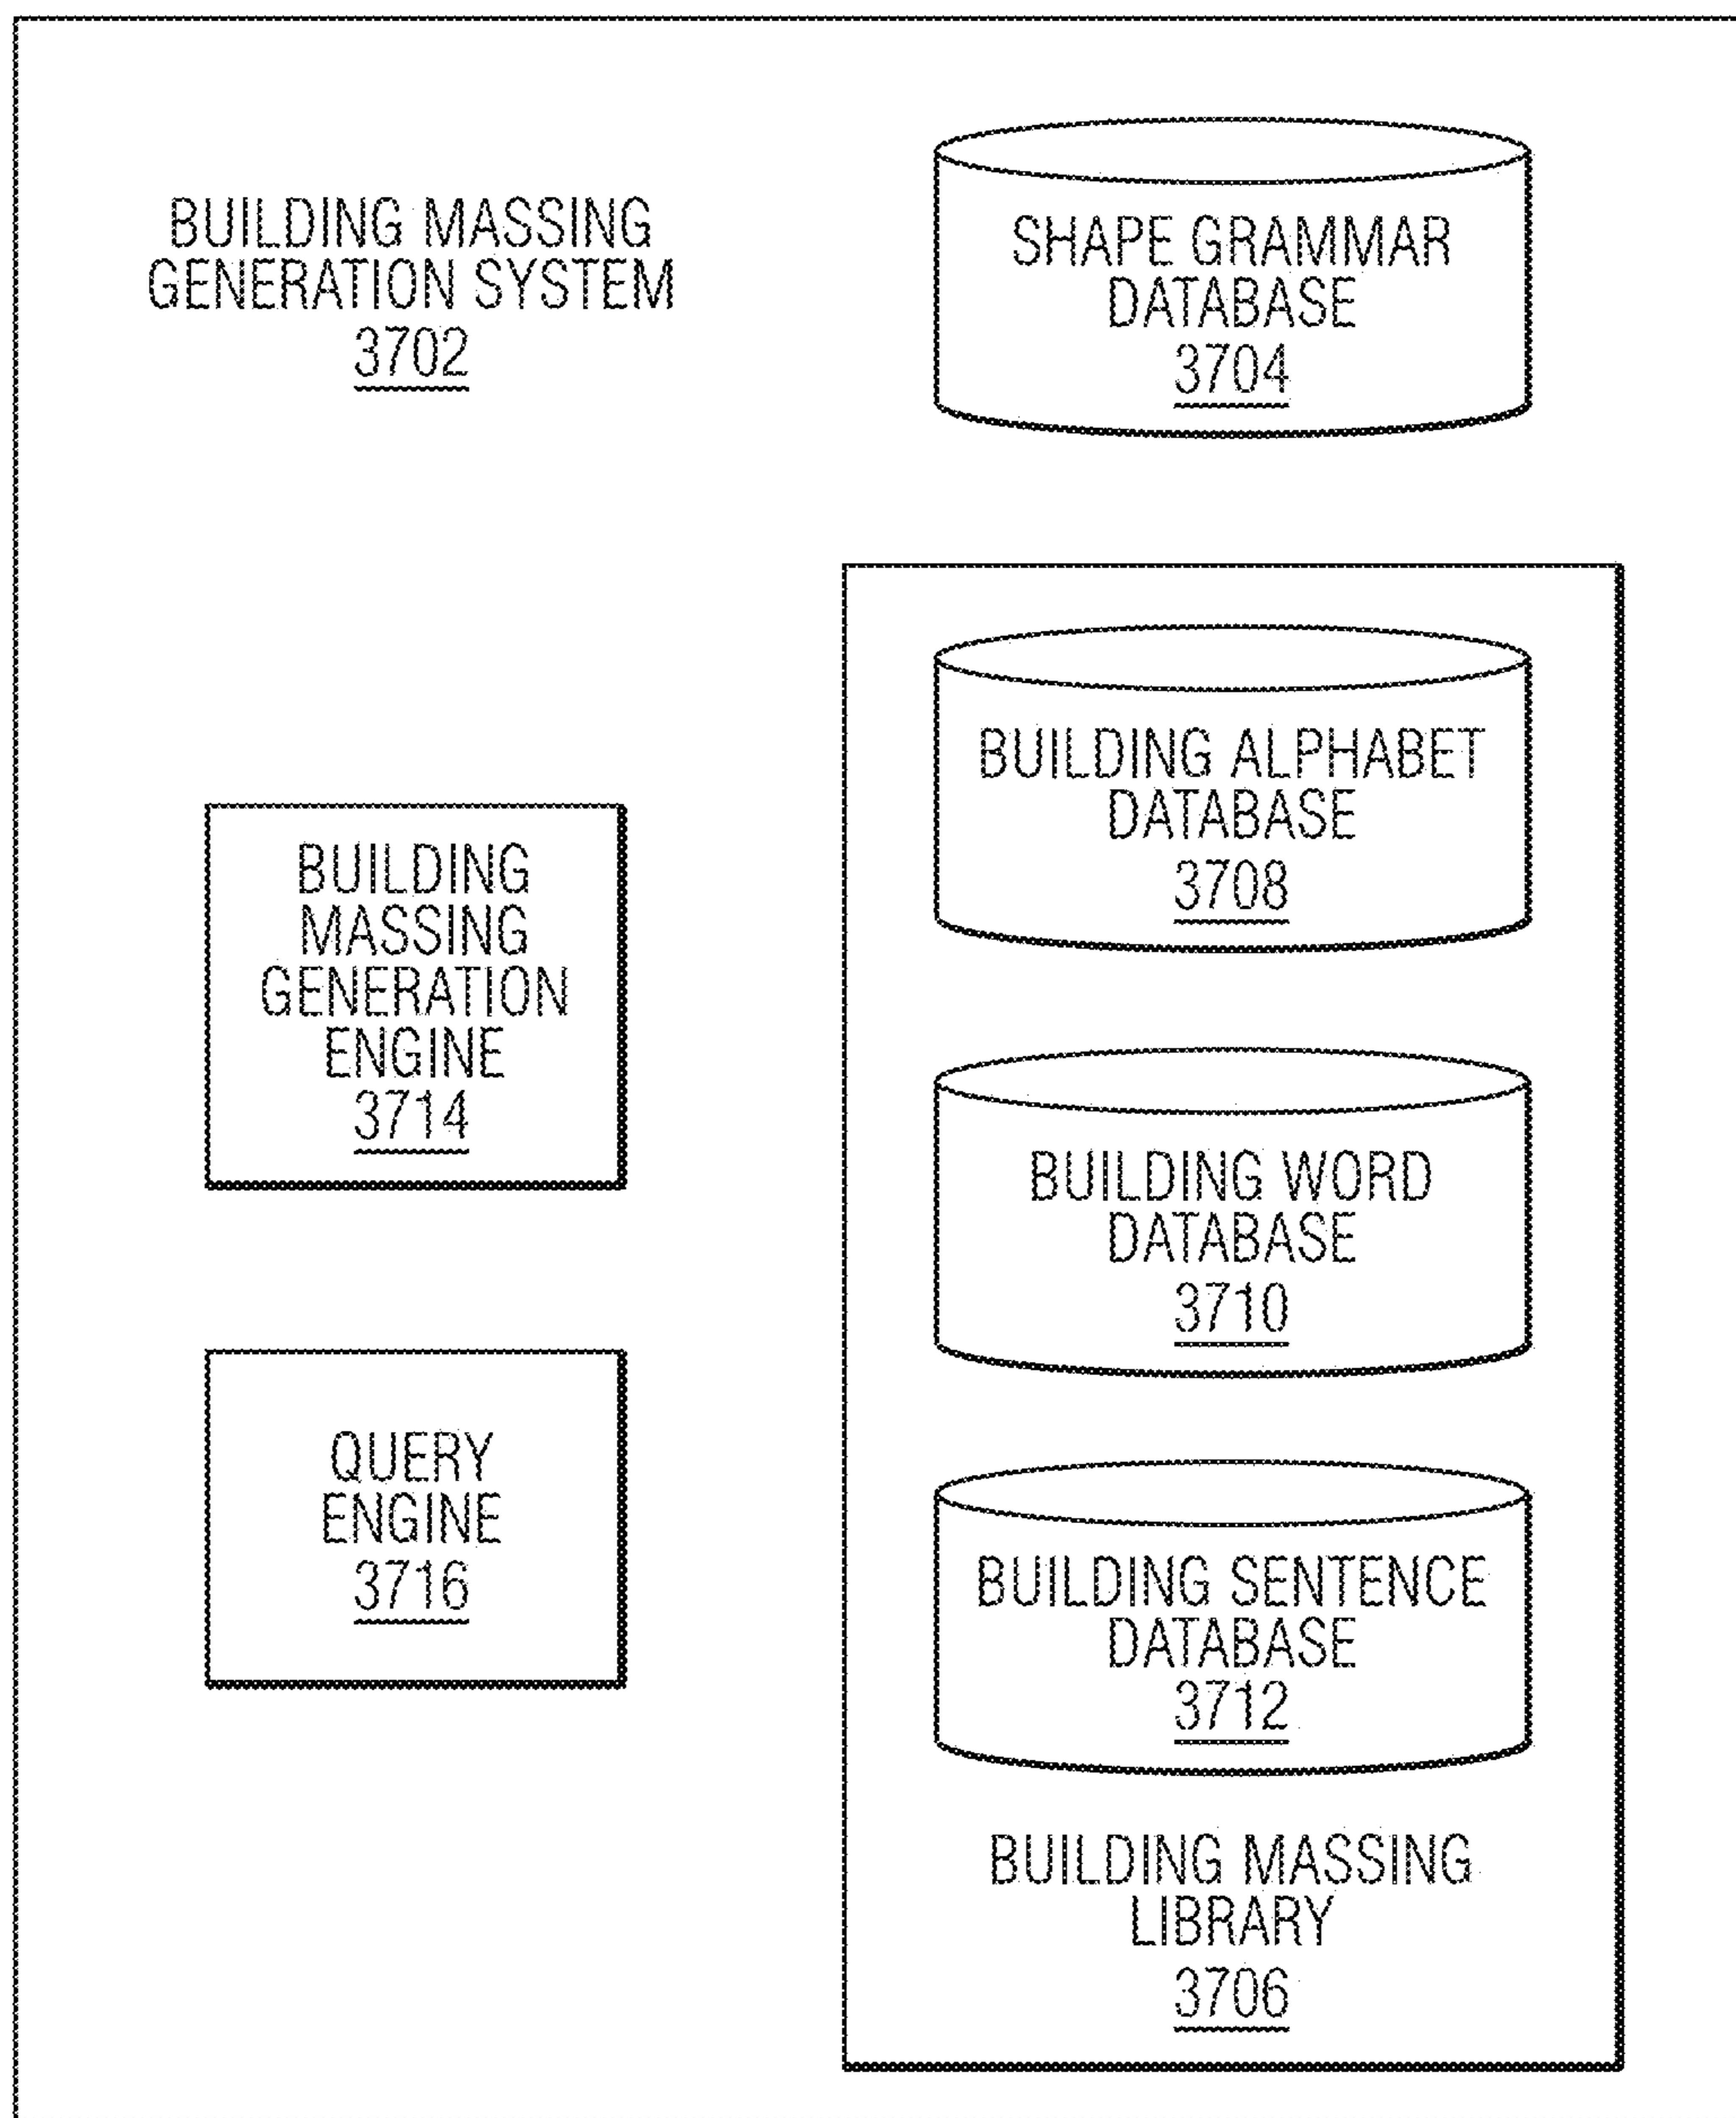 BUILDING MASSING
GENERATION SYSTEM
3702
SHAPE GRAMMAR
DATABASE
3704
BUILDING
MASSING
GENERATION
ENGINE
3714
QUERY
ENGINE
3716
BUILDING ALPHABET
DATABASE
3708
BUILDING WORD
DATABASE
3710
BUILDING SENTENCE
DATABASE
3712
BUILDING MASSING
LIBRARY
3706